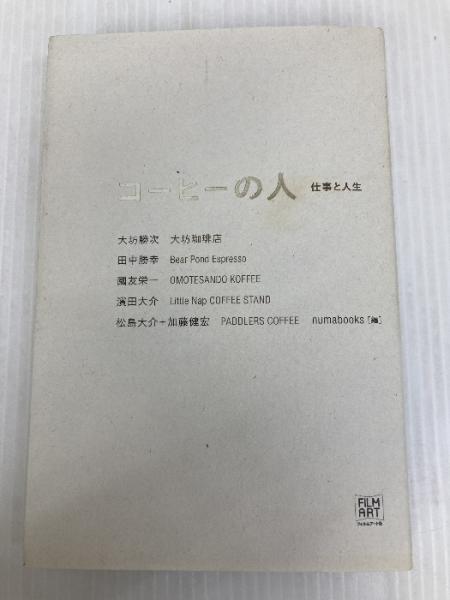 コーヒーの人 仕事と人生
大坊勝次 大坊珈琲店
田中勝幸 Bear Pond Espresso
國友栄一 OMOTESANDO KOFFEE
濱田大介 Little Nap COFFEE STAND
松島大介+加藤健宏 PADDLERS COFFEE numabooks [編]
FILM
ART
フィルムアート社